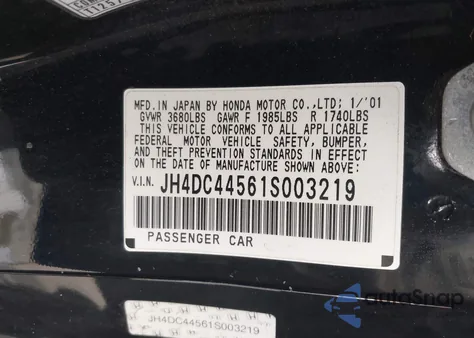 MFD. IN JAPAN BY HONDA MOTOR CO.,LTD; 1/'01
GVWR 3680LBS GAWR F 1985LBS R 1740LBS
THIS VEHICLE CONFORMS TO ALL APPLICABLE
FEDERAL MOTOR VEHICLE SAFETY, BUMPER,
AND THEFT PREVENTION STANDARDS IN EFFECT
ON THE DATE OF MANUFACTURE SHOWN ABOVE:
V.I.N. JH4DC44561S003219
PASSENGER CAR
JH4DC44561S003219
autoSnap